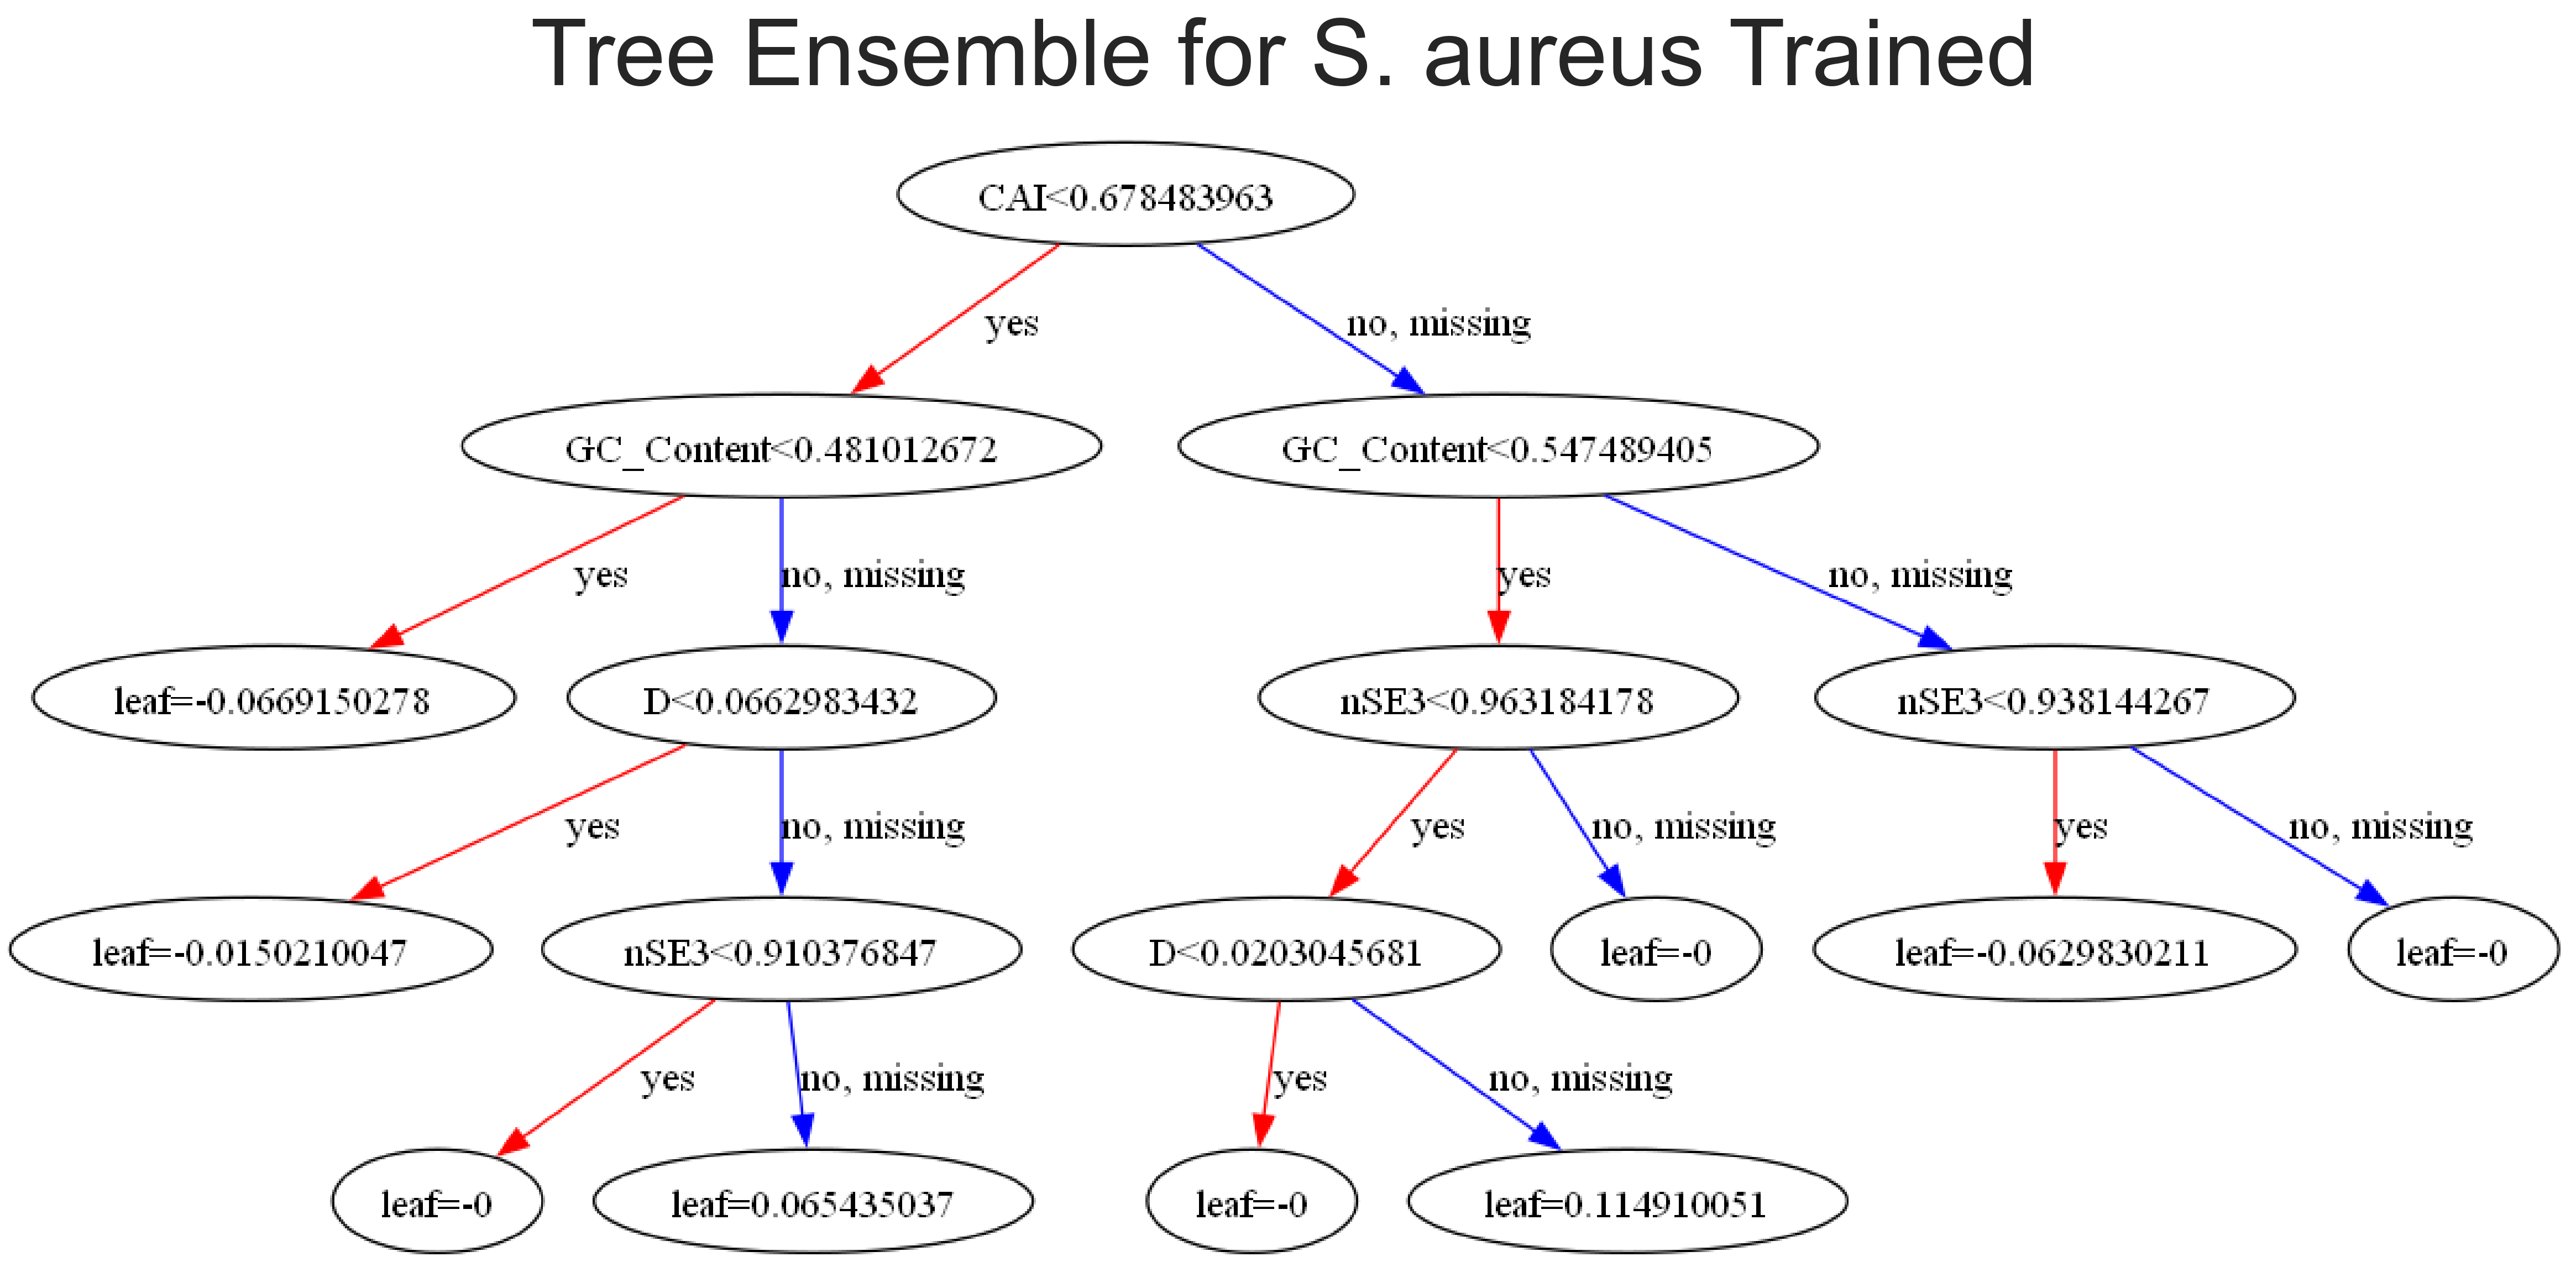 Tree Ensemble for S. aureus Trained
CAI<0.678483963
yes
no, missing
GC_Content<0.481012672
GC_Content<0.547489405
yes
no, missing
yes
no, missing
leaf=-0.0669150278
D<0.0662983432
nSE3<0.963184178
nSE3<0.938144267
yes
no, missing
yes
no, missing
yes
no, missing
leaf=-0.0150210047
nSE3<0.910376847
D<0.0203045681
leaf=-0
leaf=-0.0629830211
leaf=-0
yes
no, missing
yes
no, missing
leaf=-0
leaf=0.065435037
leaf=-0
leaf=0.114910051